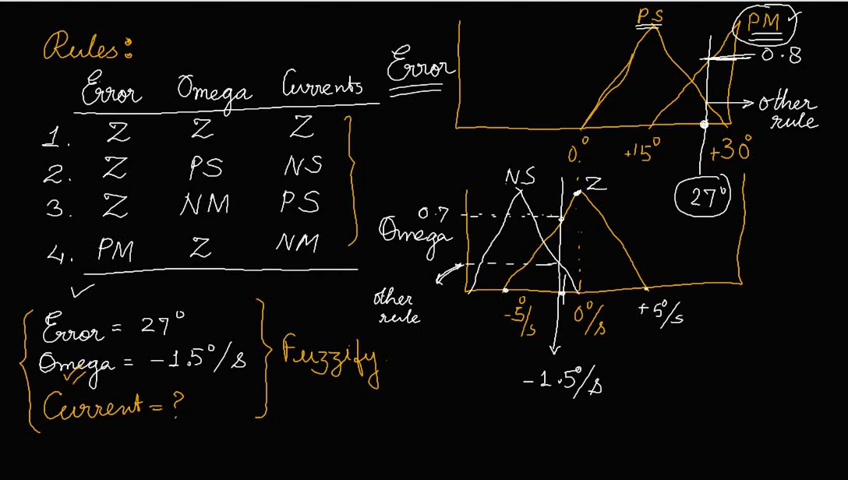 Rules:
Error Omega Currents
1. Z Z Z
2. Z PS NS
3. Z NM PS
4. PM Z NM
Error = 27°
Omega = -1.5°/s
Current = ?
Fuzzify
Error
PS
PM
0.8
other
rule
0° +15° +30°
27°
NS
Z
0.7
Omega
other
rule
-5°/s 0°/s +5°/s
-1.5°/s